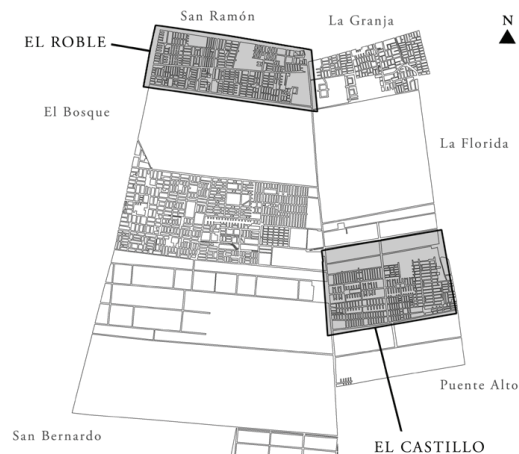 San Ramón
La Granja
N
EL ROBLE
El Bosque
La Florida
Puente Alto
San Bernardo
EL CASTILLO